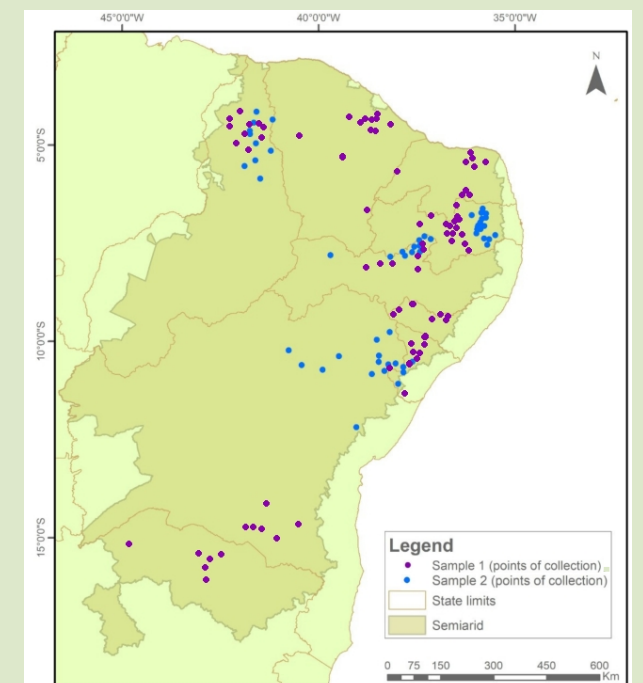 45°0'0"W 40°0'0"W 35°0'0"W
N
5°0'0"S
10°0'0"S
15°0'0"S
Legend
Sample 1 (points of collection)
Sample 2 (points of collection)
State limits
Semiarid
0 75 150 300 450 600
Km